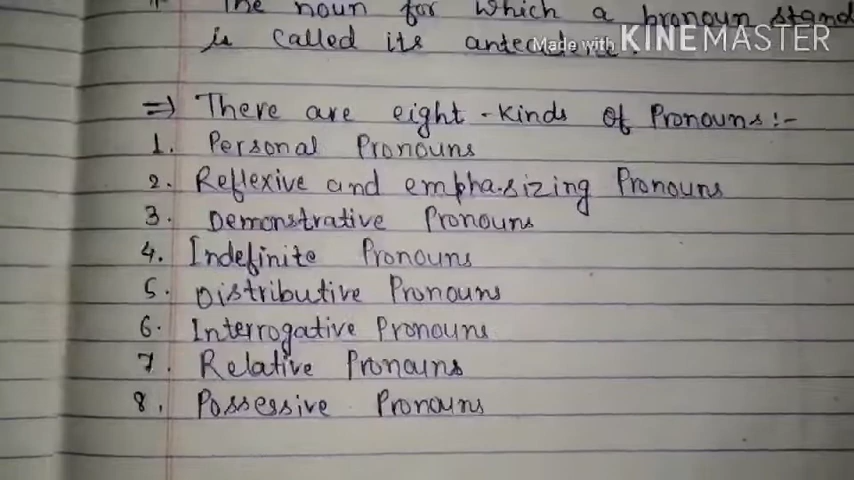 The noun for which a pronoun stand
is called its antecedent.
Made with KINEMASTER
=> There are eight - kinds of Pronouns :-
1. Personal Pronouns
2. Reflexive and emphasizing Pronouns
3. Demonstrative Pronouns
4. Indefinite Pronouns
5. Distributive Pronouns
6. Interrogative Pronouns
7. Relative Pronouns
8. Possessive Pronouns